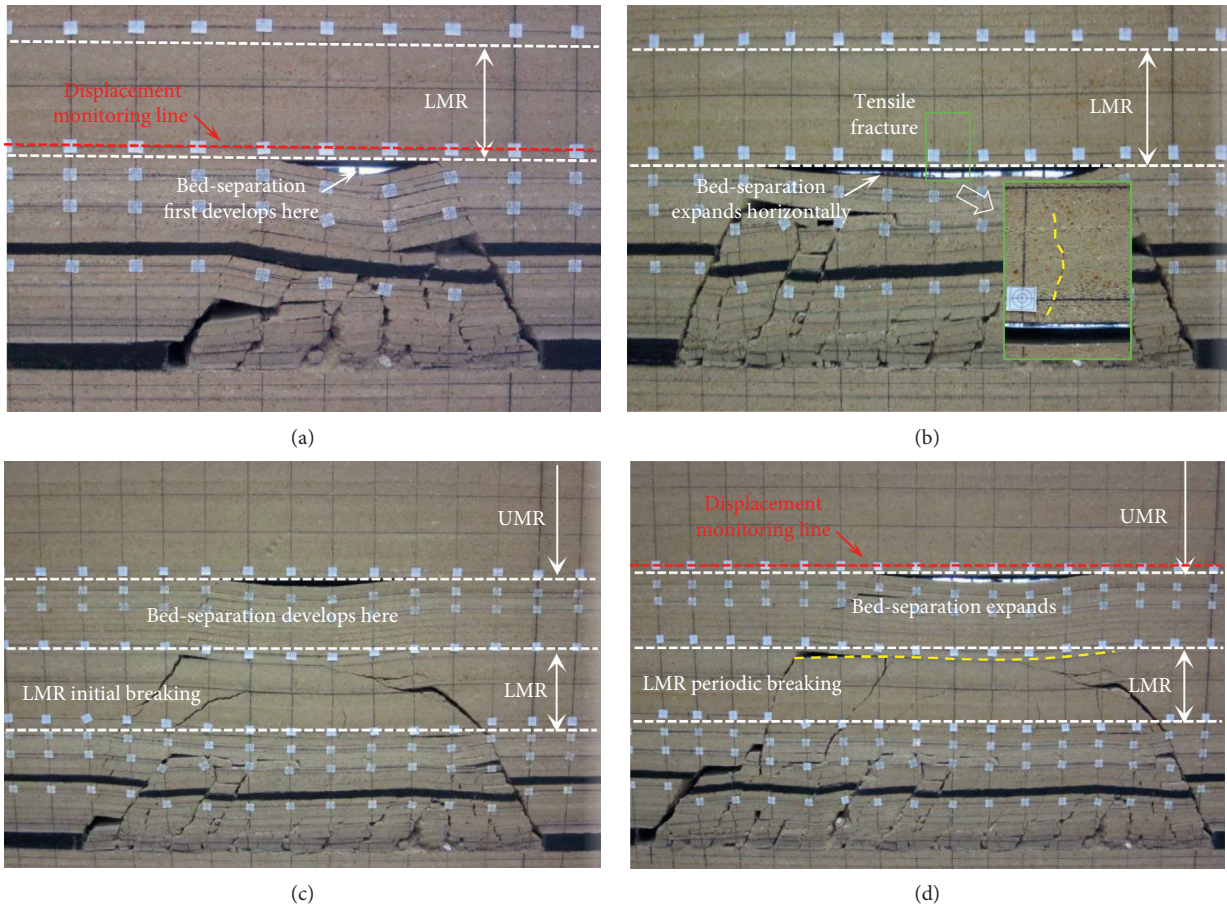 Displacement
monitoring line
LMR
Bed-separation
first develops here
(a)
Tensile
fracture
LMR
Bed-separation
expands horizontally
(b)
UMR
Bed-separation develops here
LMR initial breaking
LMR
(c)
Displacement
monitoring line
UMR
Bed-separation expands
LMR periodic breaking
LMR
(d)